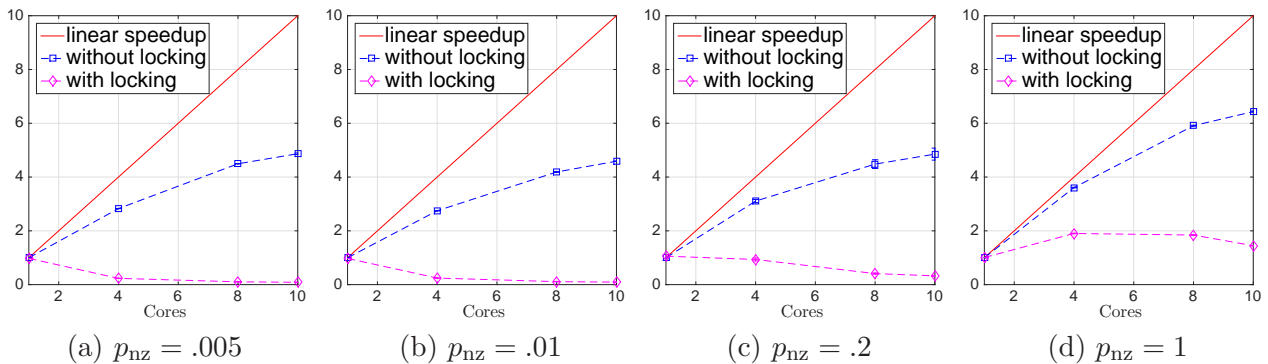 10
8
6
4
2
0
linear speedup
without locking
with locking
2 4 6 8 10
Cores
(a) pnz = .005
10
8
6
4
2
0
linear speedup
without locking
with locking
2 4 6 8 10
Cores
(b) pnz = .01
10
8
6
4
2
0
linear speedup
without locking
with locking
2 4 6 8 10
Cores
(c) pnz = .2
10
8
6
4
2
0
linear speedup
without locking
with locking
2 4 6 8 10
Cores
(d) pnz = 1